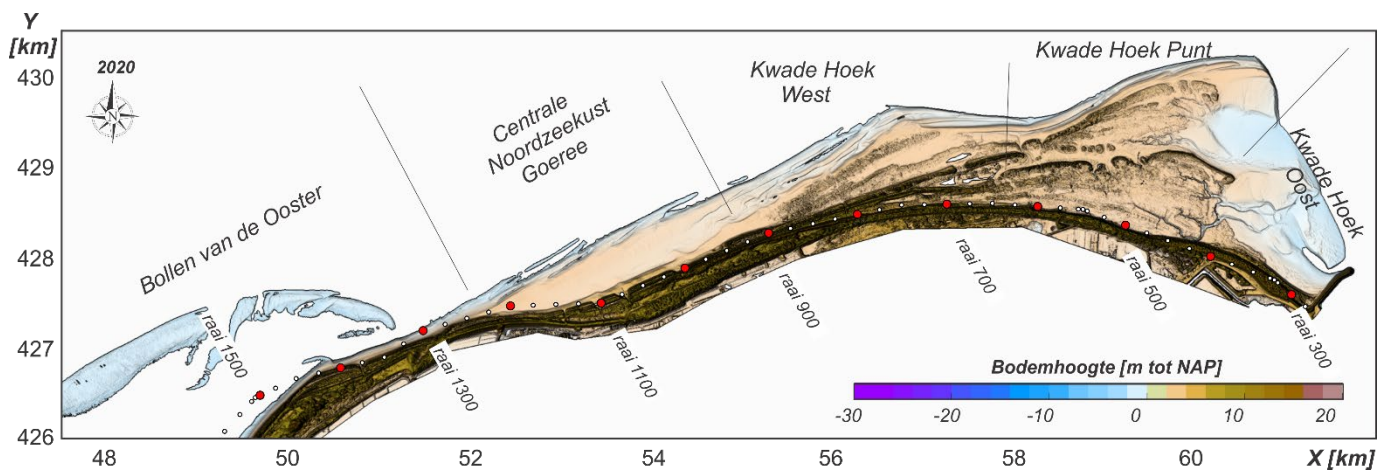 Y
[km]
430
429
428
427
426
2020
N
Bollen van de Ooster
Centrale
Noordzeekust
Goeree
Kwade Hoek
West
Kwade Hoek Punt
Kwade Hoek
Oost
raai 1500
raai 1300
raai 1100
raai 900
raai 700
raai 500
raai 300
Bodemhoogte [m tot NAP]
-30
-20
-10
0
10
20
48
50
52
54
56
58
60
X [km]